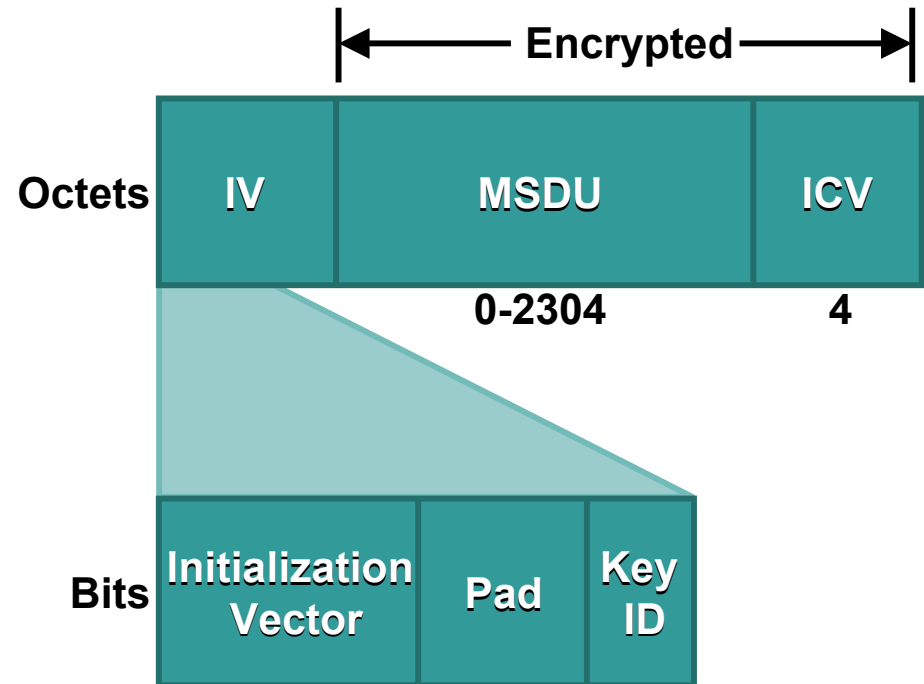 Encrypted
Octets IV MSDU ICV
0-2304 4
Bits Initialization Vector Pad Key ID